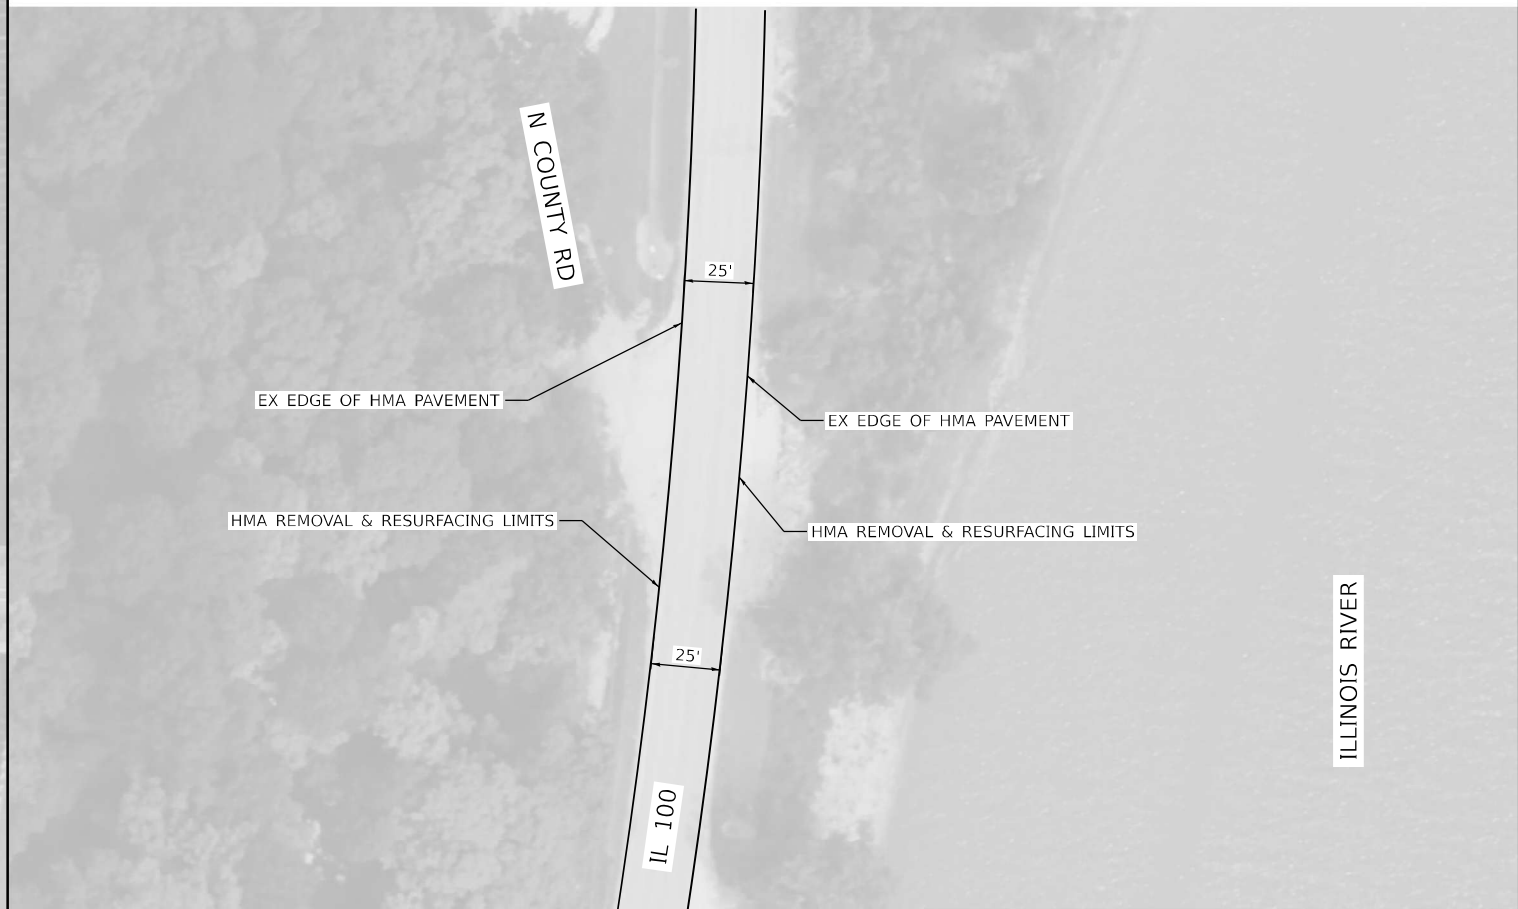 N COUNTY RD
25'
EX EDGE OF HMA PAVEMENT
EX EDGE OF HMA PAVEMENT
HMA REMOVAL & RESURFACING LIMITS
HMA REMOVAL & RESURFACING LIMITS
25'
ILLINOIS RIVER
IL 100